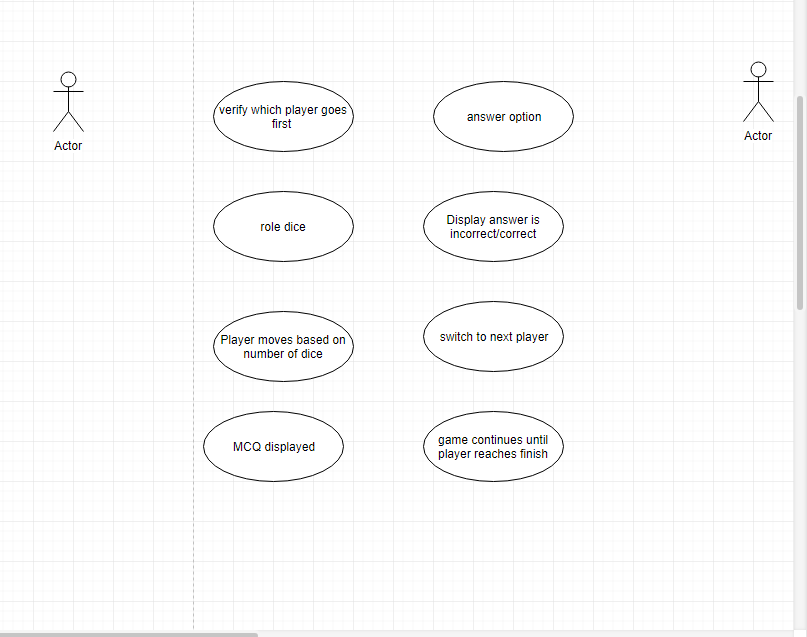 Actor
verify which player goes
first
role dice
Player moves based on
number of dice
MCQ displayed
answer option
Display answer is
incorrect/correct
switch to next player
game continues until
player reaches finish
Actor